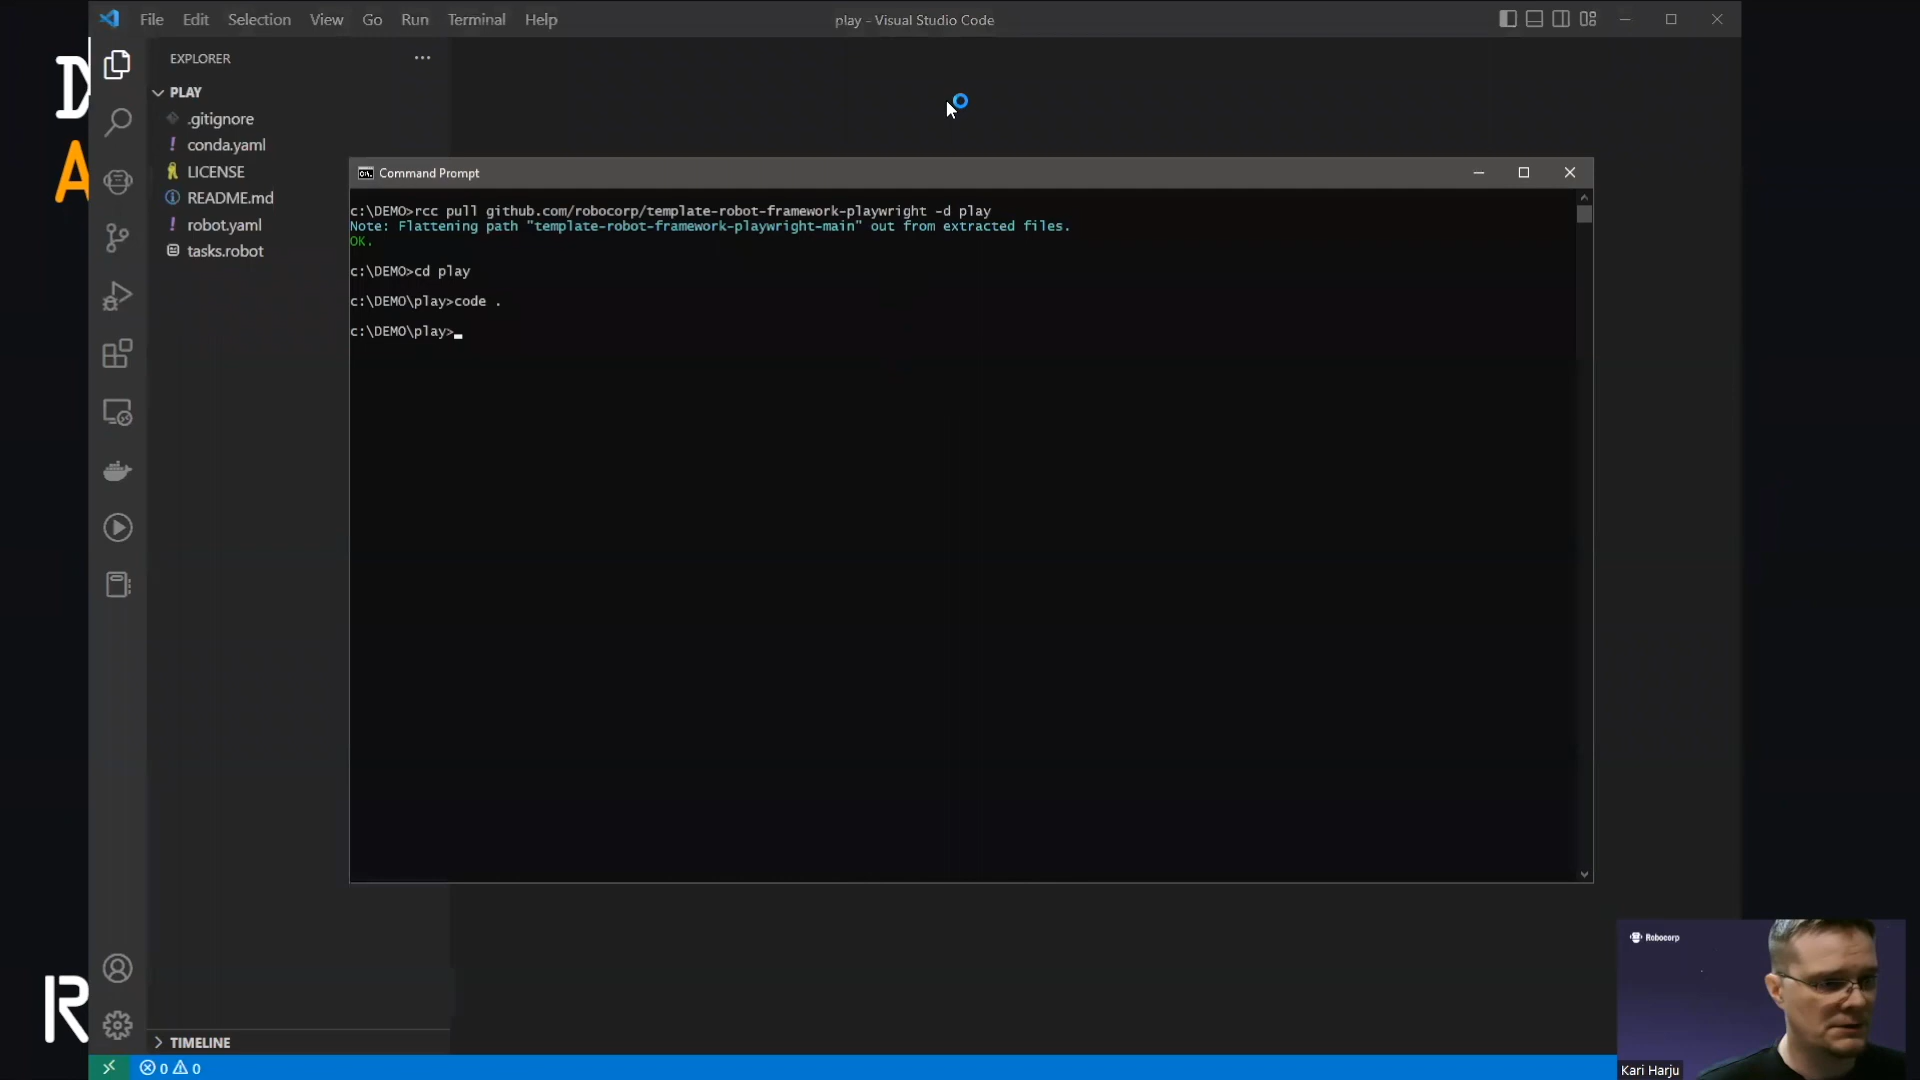 File Edit Selection View Go Run Terminal Help
play - Visual Studio Code
D
A
R
EXPLORER
PLAY
.gitignore
conda.yaml
LICENSE
README.md
robot.yaml
tasks.robot
Command Prompt
c:\DEMO>rcc pull github.com/robocorp/template-robot-framework-playwright -d play
Note: Flattening path "template-robot-framework-playwright-main" out from extracted files.
OK.
c:\DEMO>cd play
c:\DEMO\play>code .
c:\DEMO\play>
TIMELINE
0 0
Robocorp
Kari Harju